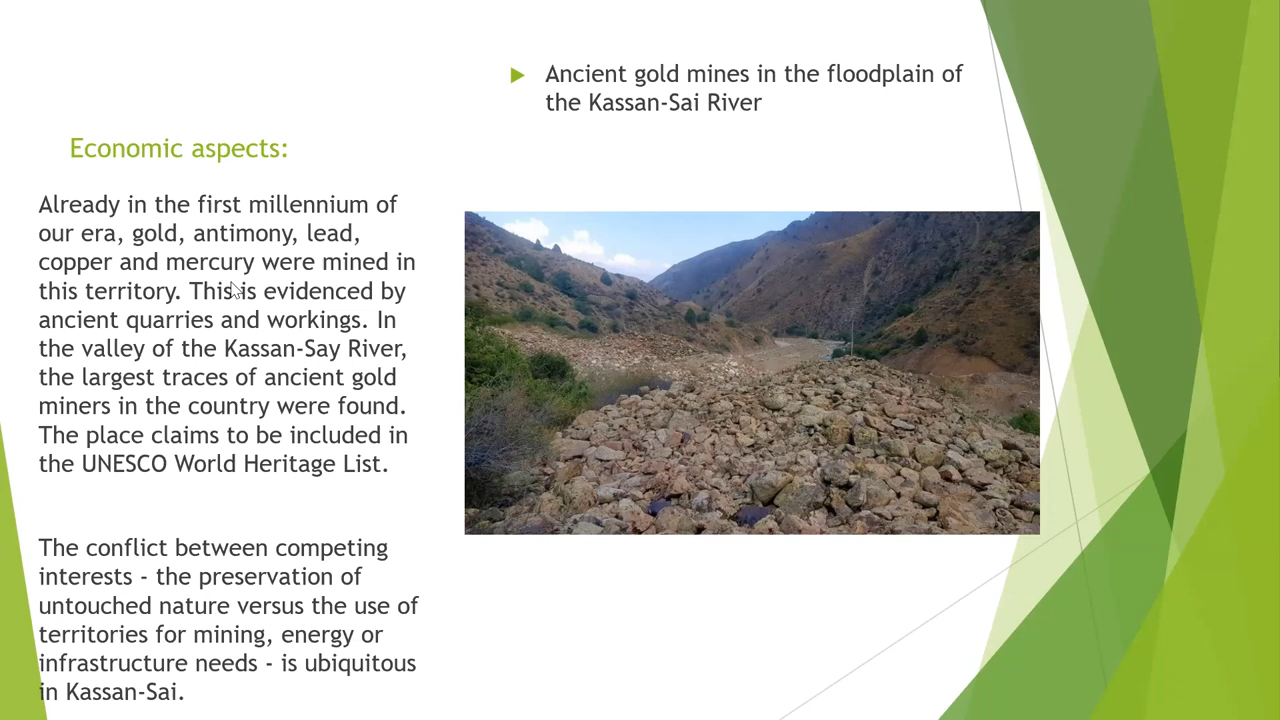 Ancient gold mines in the floodplain of
the Kassan-Sai River
Economic aspects:
Already in the first millennium of
our era, gold, antimony, lead,
copper and mercury were mined in
this territory. This is evidenced by
ancient quarries and workings. In
the valley of the Kassan-Say River,
the largest traces of ancient gold
miners in the country were found.
The place claims to be included in
the UNESCO World Heritage List.
The conflict between competing
interests - the preservation of
untouched nature versus the use of
territories for mining, energy or
infrastructure needs - is ubiquitous
in Kassan-Sai.